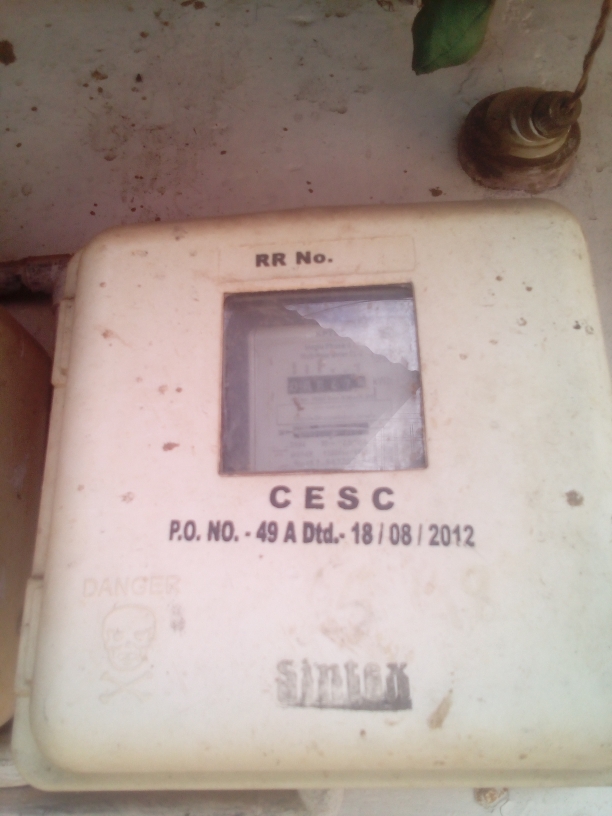 RR No.
CESC
P.O. NO. - 49 A Dtd.- 18 / 08 / 2012
DANGER
Sintex